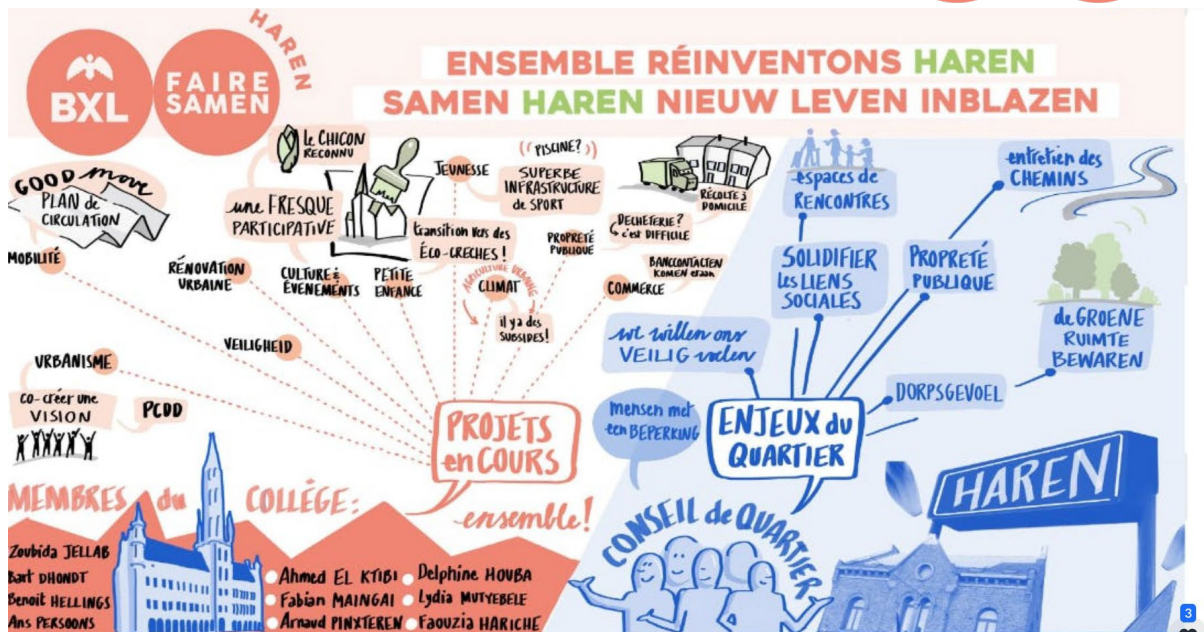 BXL
FAIRE
SAMEN
HAREN
ENSEMBLE RÉINVENTONS HAREN
SAMEN HAREN NIEUW LEVEN INBLAZEN
GOOD move
PLAN de
CIRCULATION
MOBILITÉ
RÉNOVATION
URBAINE
LE CHICON
RECONNU
une FRESQUE
PARTICIPATIVE
CULTURE &
ÉVENEMENTS
PETITE
ENFANCE
transition vers des
ÉCO-CRECHES !
JEUNESSE
(( PISCINE? ))
SUPERBE
INFRASTRUCTURE
de SPORT
AGRICULTURE URBAINE
CLIMAT
il y a des
SUBSIDES!
PROPRETÉ
PUBLIQUE
DECHETERIE?
c'est DIFFICILE
RÉCOLTE à
DOMICILE
COMMERCE
BANCCONTACTEN
KOMEN eraan
VEILIGHEID
URBANISME
CO-CRÉER une
VISION
PCDD
PROJETS
en COURS
MEMBRES du COLLÈGE:
ensemble!
Zoubida JELLAB
Bart DHONDT
Benoit HELLINGS
Ans PERSOONS
Ahmed EL KTIBI
Fabian MAINGAI
Arnaud PINXTEREN
Delphine HOUBA
Lydia MUTYEBELE
Faouzia HARICHE
espaces de
RENCONTRES
SOLIDIFIER
les LIENS
SOCIALES
PROPRETÉ
PUBLIQUE
entretien des
CHEMINS
de GROENE
RUIMTE
BEWAREN
DORPSGEVOEL
we willen ons
VEILIG voelen
mensen met
een BEPERKING
ENJEUX du
QUARTIER
CONSEIL de QUARTIER
HAREN
3